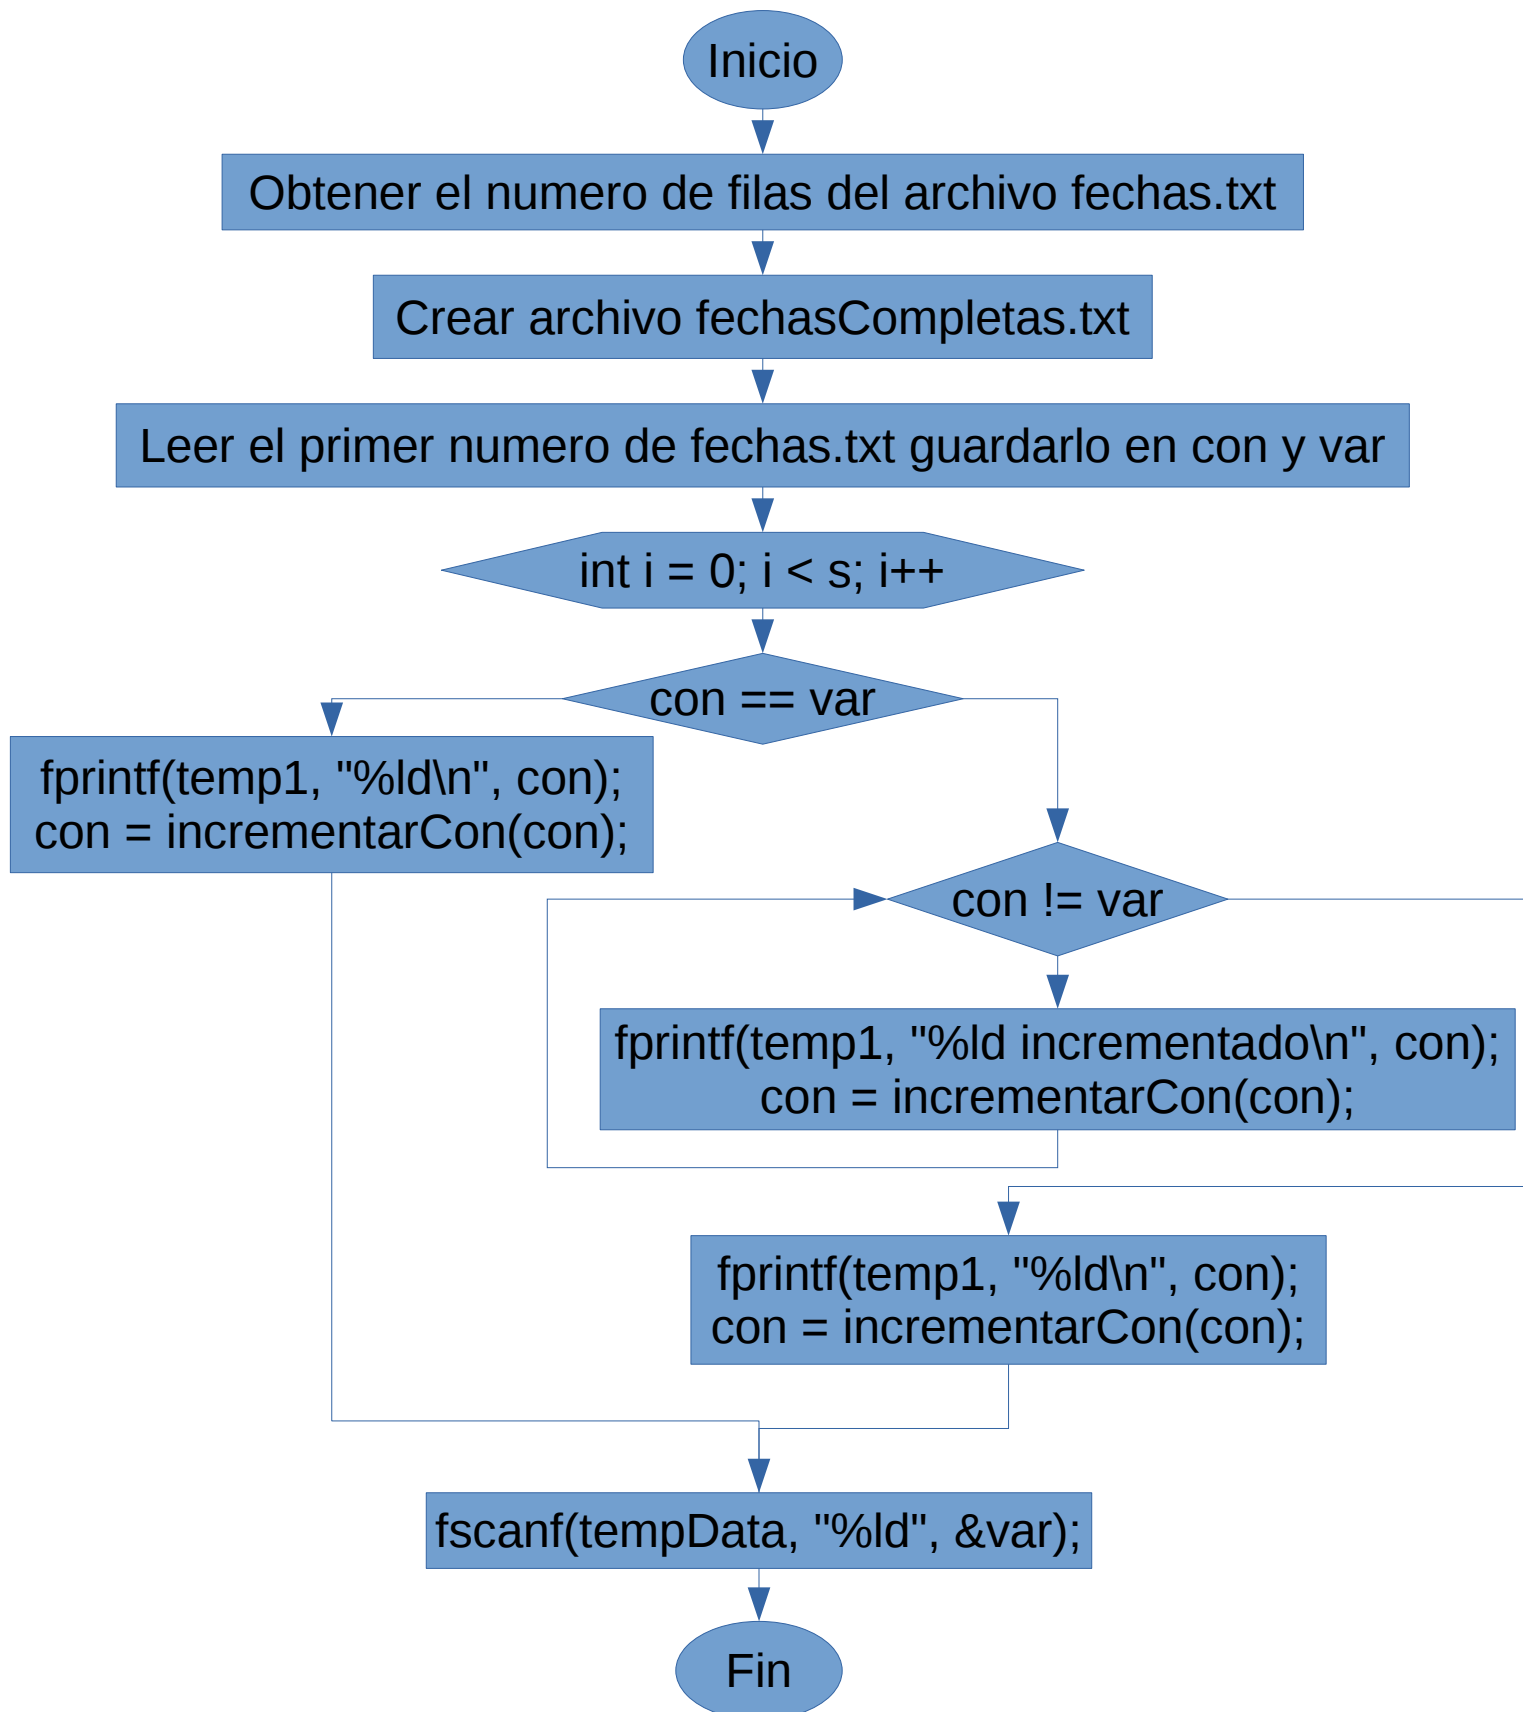 Inicio
Obtener el numero de filas del archivo fechas.txt
Crear archivo fechasCompletas.txt
Leer el primer numero de fechas.txt guardarlo en con y var
int i = 0; i < s; i++
con == var
fprintf(temp1, "%ld\n", con);
con = incrementarCon(con);
con != var
fprintf(temp1, "%ld incrementado\n", con);
con = incrementarCon(con);
fprintf(temp1, "%ld\n", con);
con = incrementarCon(con);
fscanf(tempData, "%ld", &var);
Fin